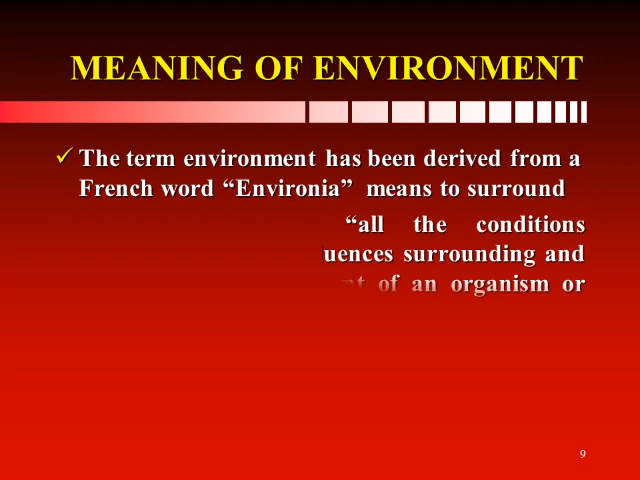 MEANING OF ENVIRONMENT
The term environment has been derived from a
French word “Environia” means to surround
“all the conditions
surrounding and
of an organism or
9